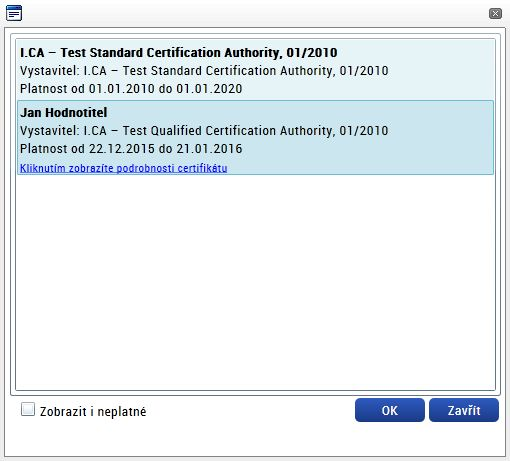 I.CA – Test Standard Certification Authority, 01/2010
Vystavitel: I.CA – Test Standard Certification Authority, 01/2010
Platnost od 01.01.2010 do 01.01.2020
Jan Hodnotitel
Vystavitel: I.CA – Test Qualified Certification Authority, 01/2010
Platnost od 22.12.2015 do 21.01.2016
Kliknutím zobrazíte podrobnosti certifikátu
Zobrazit i neplatné
OK
Zavřít